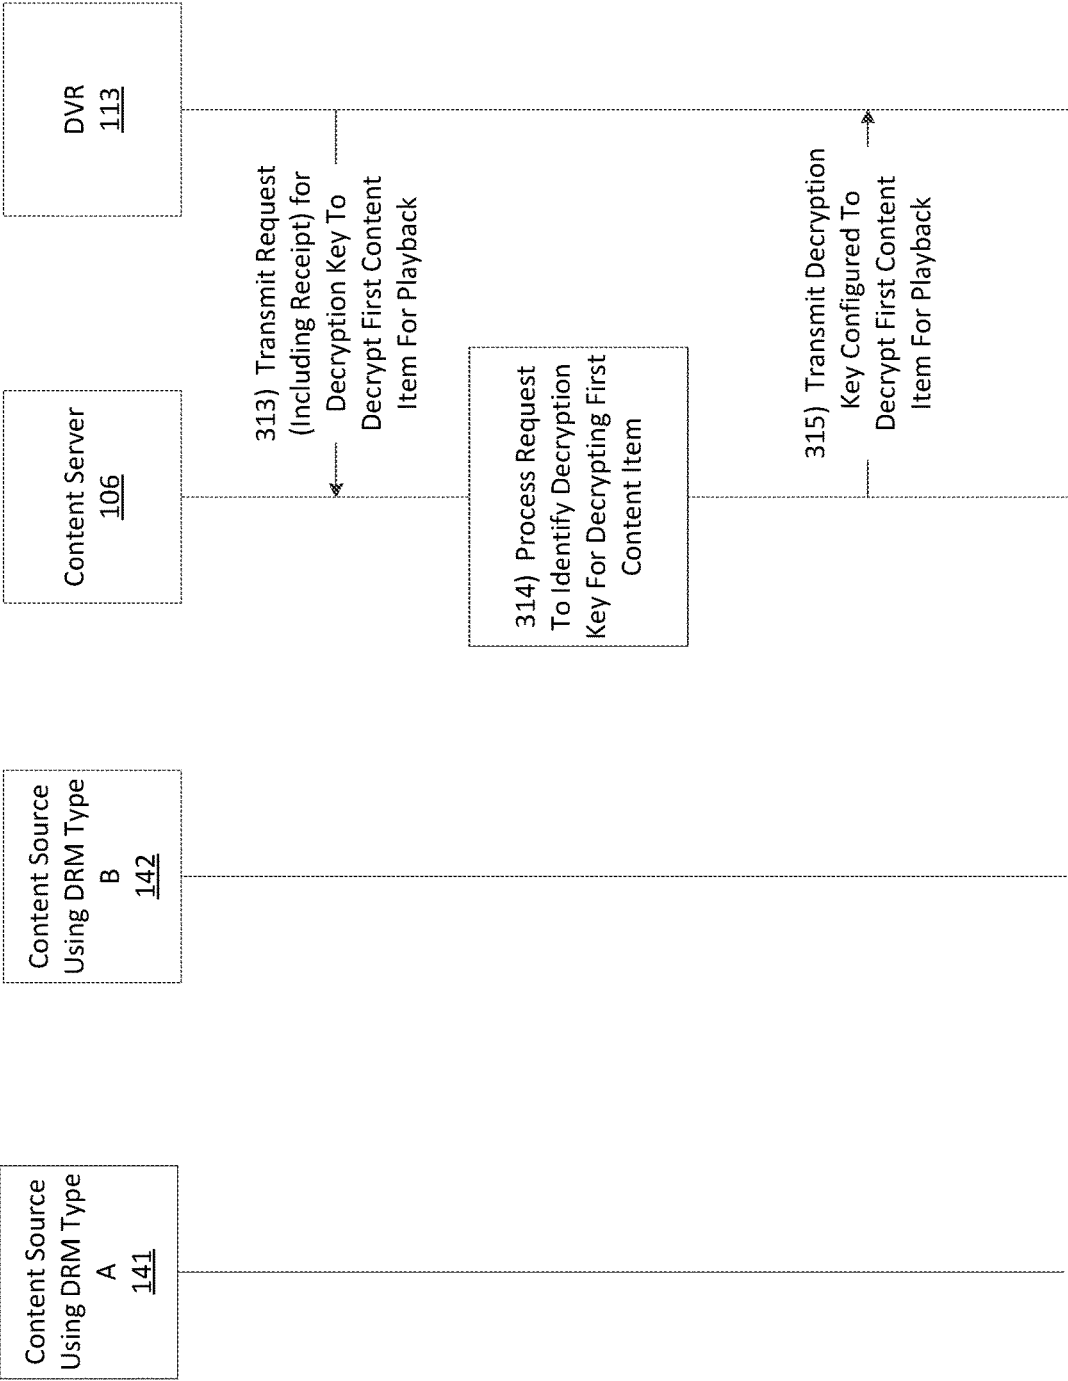 Content Source
Using DRM Type
A
141
Content Source
Using DRM Type
B
142
Content Server
106
DVR
113
313) Transmit Request
(Including Receipt) for
Decryption Key To
Decrypt First Content
Item For Playback
314) Process Request
To Identify Decryption
Key For Decrypting First
Content Item
315) Transmit Decryption
Key Configured To
Decrypt First Content
Item For Playback